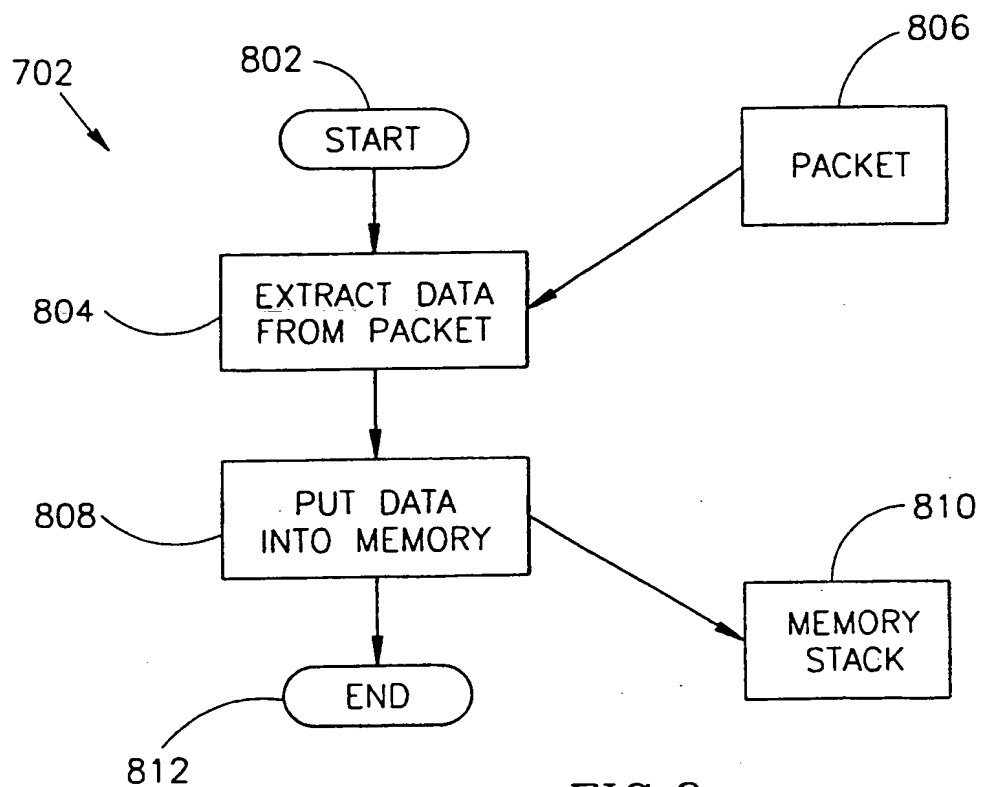 802
806
702
START
PACKET
804
EXTRACT DATA
FROM PACKET
808
PUT DATA
INTO MEMORY
810
MEMORY
STACK
END
812